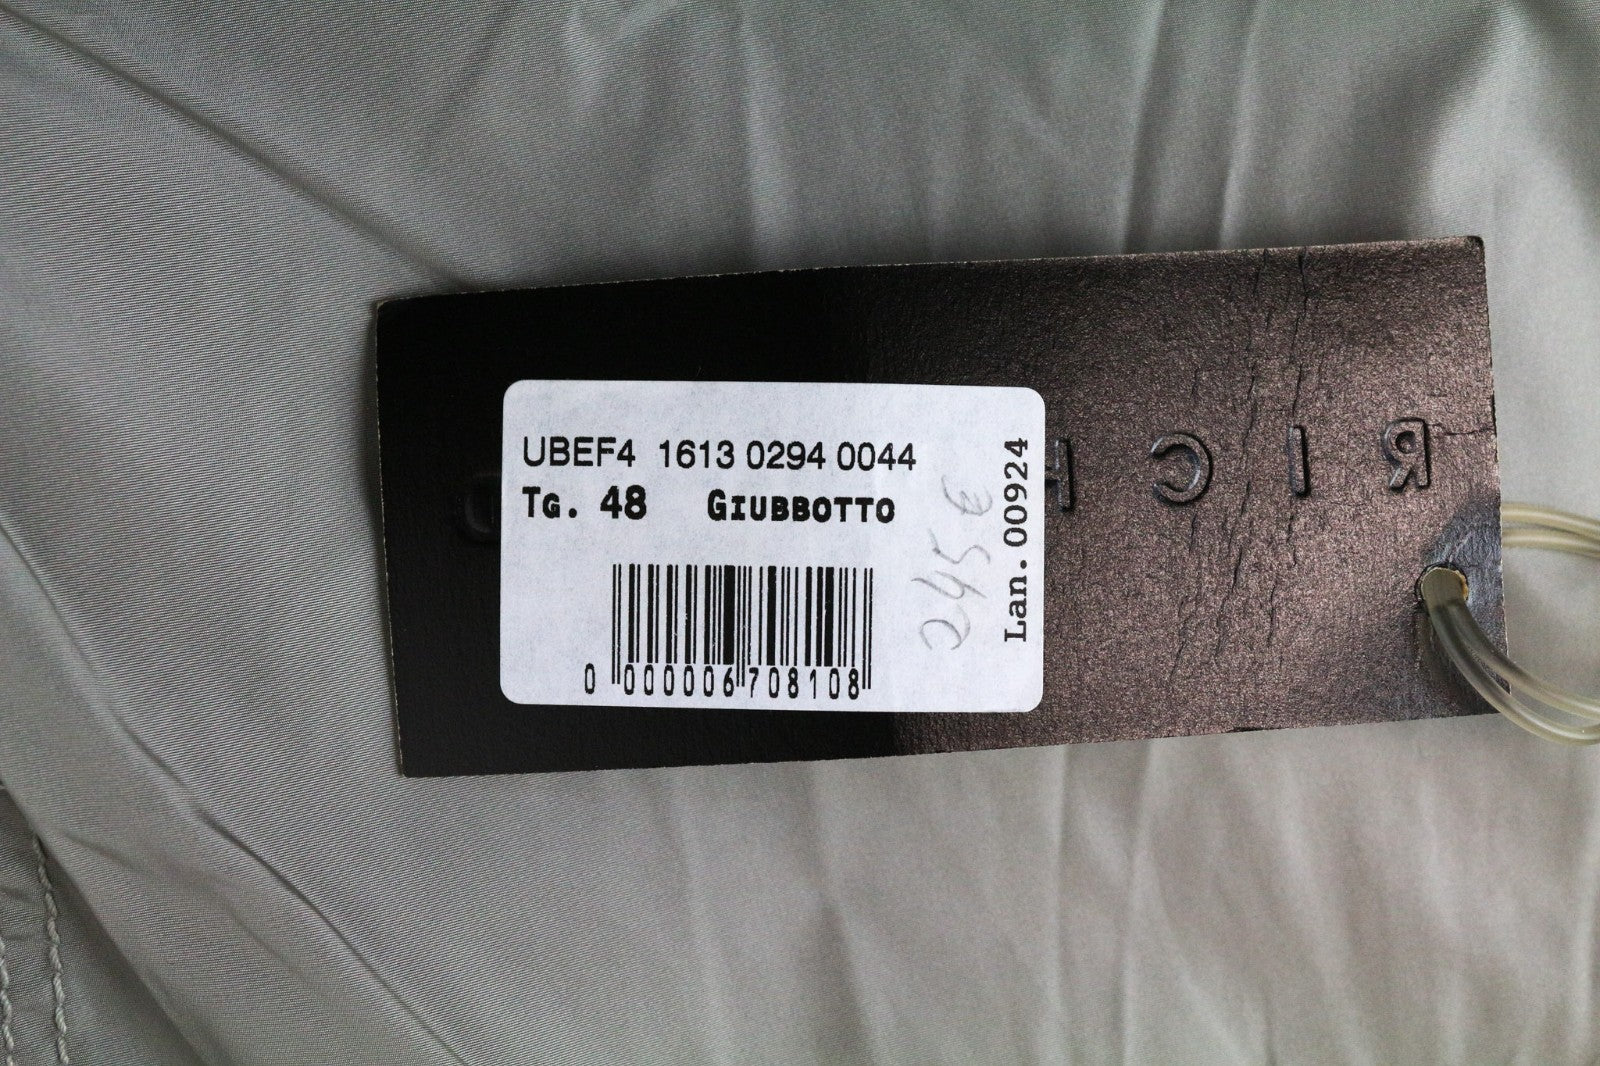 UBEF4 1613 0294 0044
Tg. 48 GIUBBOTTO
0 000006 708108
245 €
Lan. 00924
RICH